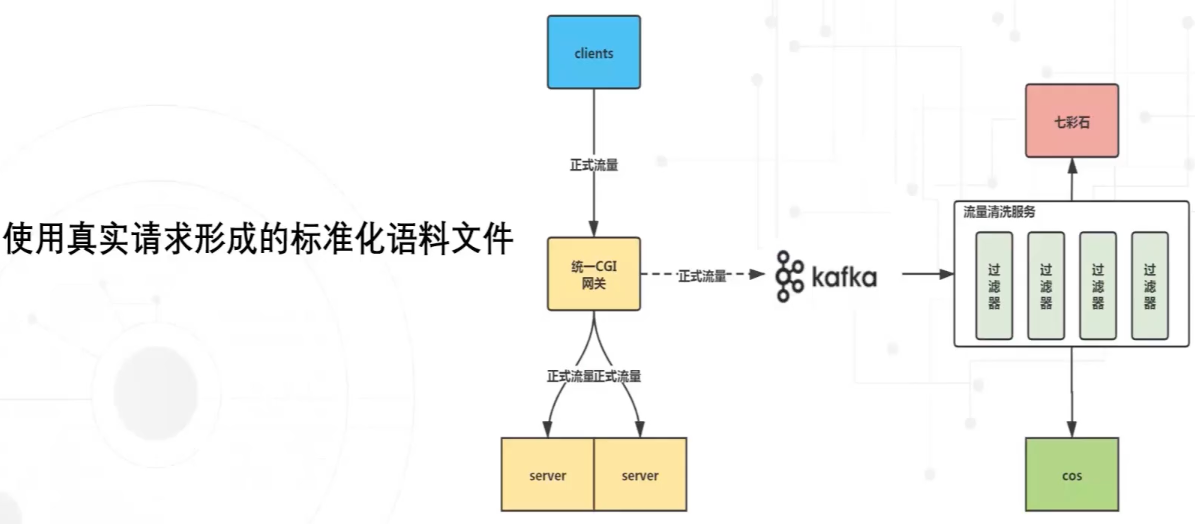 clients
正式流量
七彩石
流量清洗服务
使用真实请求形成的标准化语料文件
统一CGI
网关
正式流量
kafka
过滤器
过滤器
过滤器
过滤器
正式流量正式流量
server
server
cos